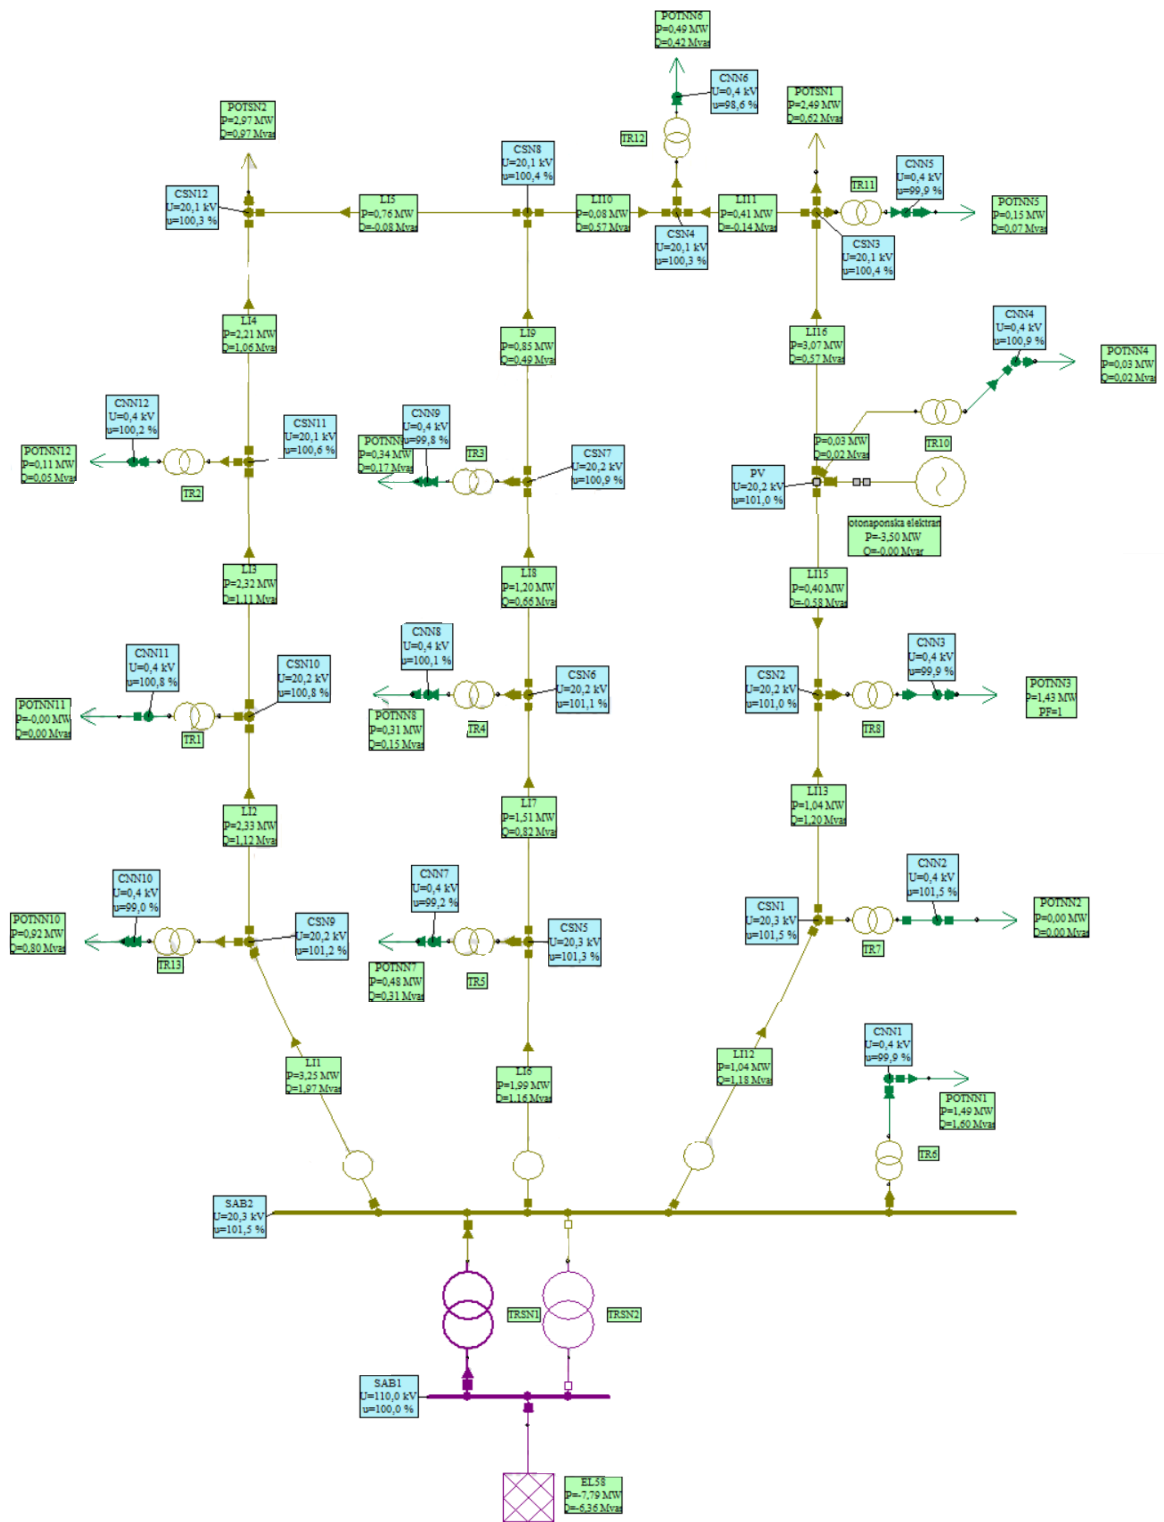 POTNN6
P=0,49 MW
Q=0,42 Mvar
CNN6
U=0,4 kV
u=98,6 %
TR12
POTSN1
P=2,49 MW
Q=0,62 Mvar
POTSN2
P=2,97 MW
Q=0,97 Mvar
CSN8
U=20,1 kV
u=100,4 %
CNN5
U=0,4 kV
u=99,9 %
TR11
CSN12
U=20,1 kV
u=100,3 %
LI5
P=0,76 MW
Q=-0,08 Mvar
LI10
P=0,08 MW
Q=0,57 Mvar
LI11
P=0,41 MW
Q=-0,14 Mvar
POTNN5
P=0,15 MW
Q=0,07 Mvar
CSN4
U=20,1 kV
u=100,3 %
CSN3
U=20,1 kV
u=100,4 %
LI4
P=2,21 MW
Q=1,06 Mvar
LI9
P=0,85 MW
Q=0,49 Mvar
LI16
P=3,07 MW
Q=0,57 Mvar
CNN4
U=0,4 kV
u=100,9 %
POTNN4
P=0,03 MW
Q=0,02 Mvar
CNN12
U=0,4 kV
u=100,2 %
CNN9
U=0,4 kV
u=99,8 %
TR10
POTNN12
P=0,11 MW
Q=0,05 Mvar
CSN11
U=20,1 kV
u=100,6 %
POTNN
P=0,34 MW
Q=0,17 Mvar
TR3
CSN7
U=20,2 kV
u=100,9 %
P=0,03 MW
Q=0,02 Mvar
PV
U=20,2 kV
u=101,0 %
TR2
otonaponska elektran
P=-3,50 MW
Q=-0,00 Mvar
LI3
P=2,32 MW
Q=1,11 Mvar
LI8
P=1,20 MW
Q=0,66 Mvar
LI15
P=0,40 MW
Q=-0,58 Mvar
CNN11
U=0,4 kV
u=100,8 %
CSN10
U=20,2 kV
u=100,8 %
CNN8
U=0,4 kV
u=100,1 %
CSN6
U=20,2 kV
u=101,1 %
CSN2
U=20,2 kV
u=101,0 %
CNN3
U=0,4 kV
u=99,9 %
POTNN11
P=-0,00 MW
Q=0,00 Mvar
TR1
POTNN8
P=0,31 MW
Q=0,15 Mvar
TR4
TR8
POTNN3
P=1,43 MW
PF=1
LI2
P=2,33 MW
Q=1,12 Mvar
LI7
P=1,51 MW
Q=0,82 Mvar
LI13
P=1,04 MW
Q=1,20 Mvar
CNN10
U=0,4 kV
u=99,0 %
CNN7
U=0,4 kV
u=99,2 %
CNN2
U=0,4 kV
u=101,5 %
POTNN10
P=0,92 MW
Q=0,80 Mvar
TR13
CSN9
U=20,2 kV
u=101,2 %
POTNN7
P=0,48 MW
Q=0,31 Mvar
TR5
CSN5
U=20,3 kV
u=101,3 %
CSN1
U=20,3 kV
u=101,5 %
TR7
POTNN2
P=0,00 MW
Q=0,00 Mvar
LI1
P=3,25 MW
Q=1,97 Mvar
LI6
P=1,99 MW
Q=1,16 Mvar
LI12
P=1,04 MW
Q=1,18 Mvar
CNN1
U=0,4 kV
u=99,9 %
POTNN1
P=1,49 MW
Q=1,60 Mvar
TR6
SAB2
U=20,3 kV
u=101,5 %
TRSN1
TRSN2
SAB1
U=110,0 kV
u=100,0 %
EL58
P=-7,79 MW
Q=-6,36 Mvar